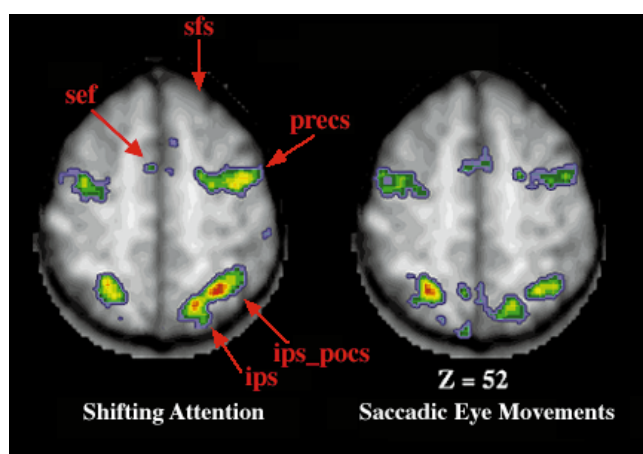 sfs
sef
precs
ips_pocs
ips
Z = 52
Shifting Attention
Saccadic Eye Movements